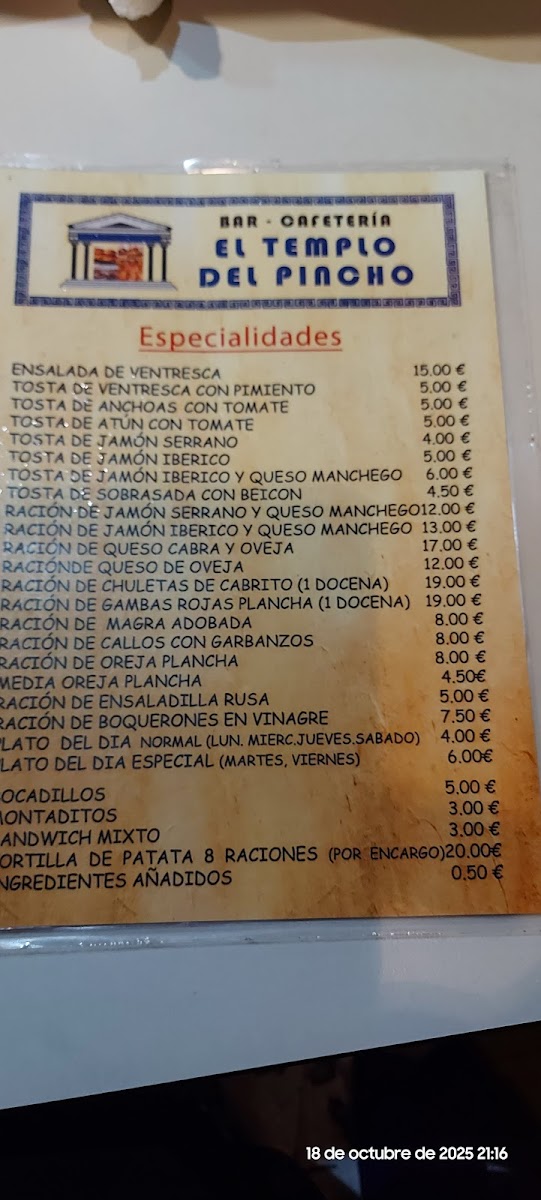 BAR - CAFETERÍA
EL TEMPLO
DEL PINCHO
Especialidades
ENSALADA DE VENTRESCA 15.00 €
TOSTA DE VENTRESCA CON PIMIENTO 5.00 €
TOSTA DE ANCHOAS CON TOMATE 5.00 €
TOSTA DE ATÚN CON TOMATE 5.00 €
TOSTA DE JAMÓN SERRANO 4.00 €
TOSTA DE JAMÓN IBERICO 5.00 €
TOSTA DE JAMÓN IBERICO Y QUESO MANCHEGO 6.00 €
TOSTA DE SOBRASADA CON BEICON 4.50 €
RACIÓN DE JAMÓN SERRANO Y QUESO MANCHEGO 12.00 €
RACIÓN DE JAMÓN IBERICO Y QUESO MANCHEGO 13.00 €
RACIÓN DE QUESO CABRA Y OVEJA 17.00 €
RACIÓNDE QUESO DE OVEJA 12.00 €
RACIÓN DE CHULETAS DE CABRITO (1 DOCENA) 19.00 €
RACIÓN DE GAMBAS ROJAS PLANCHA (1 DOCENA) 19.00 €
RACIÓN DE MAGRA ADOBADA 8.00 €
RACIÓN DE CALLOS CON GARBANZOS 8.00 €
RACIÓN DE OREJA PLANCHA 8.00 €
MEDIA OREJA PLANCHA 4.50€
RACIÓN DE ENSALADILLA RUSA 5.00 €
RACIÓN DE BOQUERONES EN VINAGRE 7.50 €
LATO DEL DIA NORMAL (LUN. MIERC.JUEVES.SABADO) 4.00 €
LATO DEL DIA ESPECIAL (MARTES, VIERNES) 6.00€
OCADILLOS 5.00 €
ONTADITOS 3.00 €
ANDWICH MIXTO 3.00 €
ORTILLA DE PATATA 8 RACIONES (POR ENCARGO) 20.00€
NGREDIENTES AÑADIDOS 0.50 €
18 de octubre de 2025 21:16